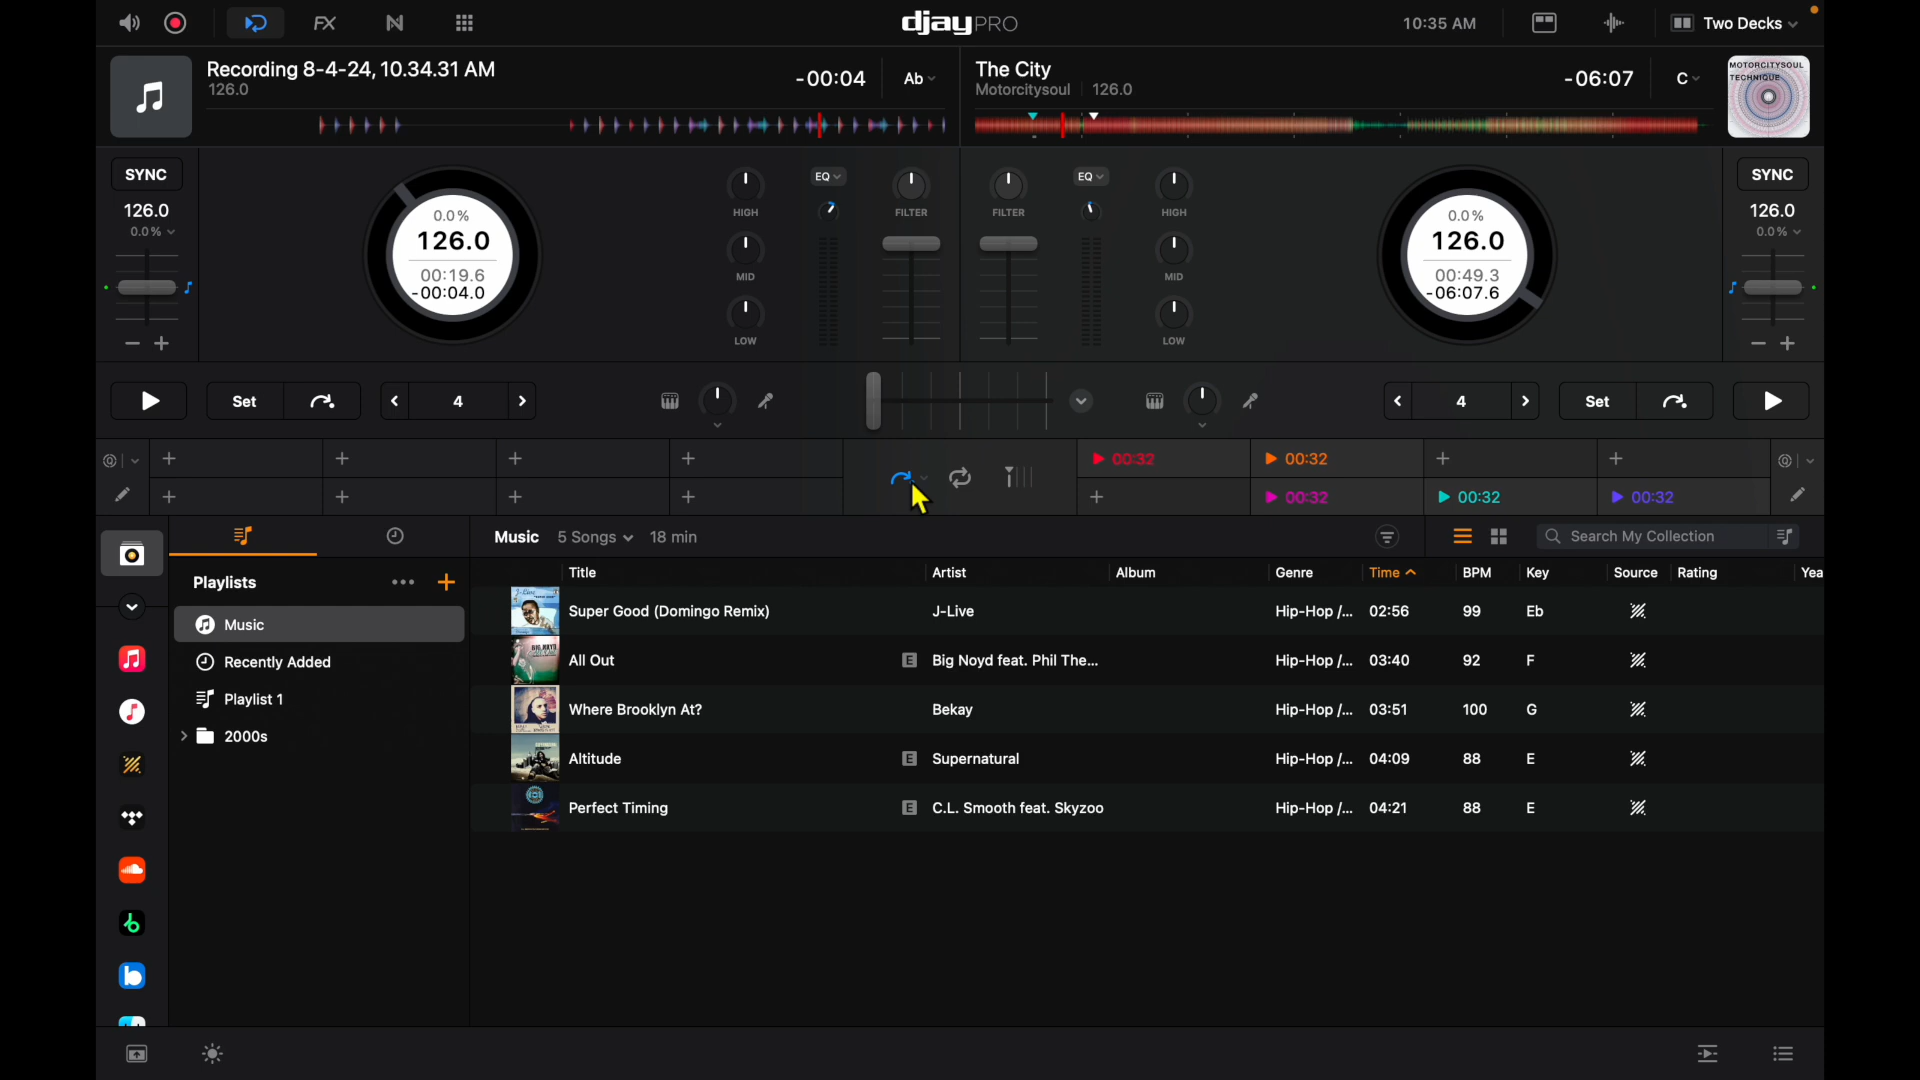 FX
djay PRO
10:35 AM
Two Decks
Recording 8-4-24, 10.34.31 AM
126.0
-00:04
Ab
The City
Motorcitysoul
126.0
-06:07
C
MOTORCITYSOUL
TECHNIQUE
SYNC
126.0
0.0%
0.0%
126.0
00:19.6
-00:04.0
HIGH
MID
LOW
EQ
FILTER
FILTER
EQ
HIGH
MID
LOW
0.0%
126.0
00:49.3
-06:07.6
SYNC
126.0
0.0%
Set
4
4
Set
00:32
00:32
00:32
00:32
00:32
Music
5 Songs
18 min
Search My Collection
Playlists
Music
Recently Added
Playlist 1
2000s
Title
Artist
Album
Genre
Time
BPM
Key
Source
Rating
Yea
Super Good (Domingo Remix)
J-Live
Hip-Hop /...
02:56
99
Eb
All Out
E
Big Noyd feat. Phil The...
Hip-Hop /...
03:40
92
F
Where Brooklyn At?
Bekay
Hip-Hop /...
03:51
100
G
Altitude
E
Supernatural
Hip-Hop /...
04:09
88
E
Perfect Timing
E
C.L. Smooth feat. Skyzoo
Hip-Hop /...
04:21
88
E